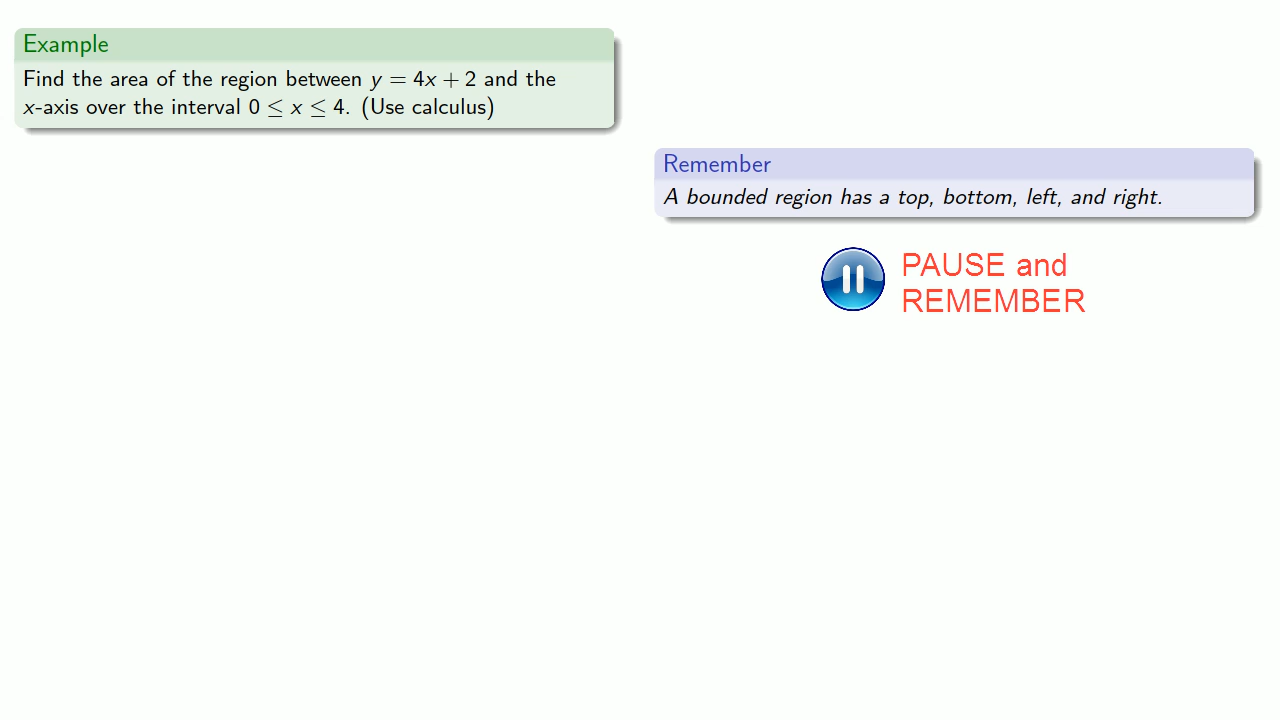 Example
Find the area of the region between y = 4x + 2 and the
x-axis over the interval 0 ≤ x ≤ 4. (Use calculus)
Remember
A bounded region has a top, bottom, left, and right.
PAUSE and
REMEMBER